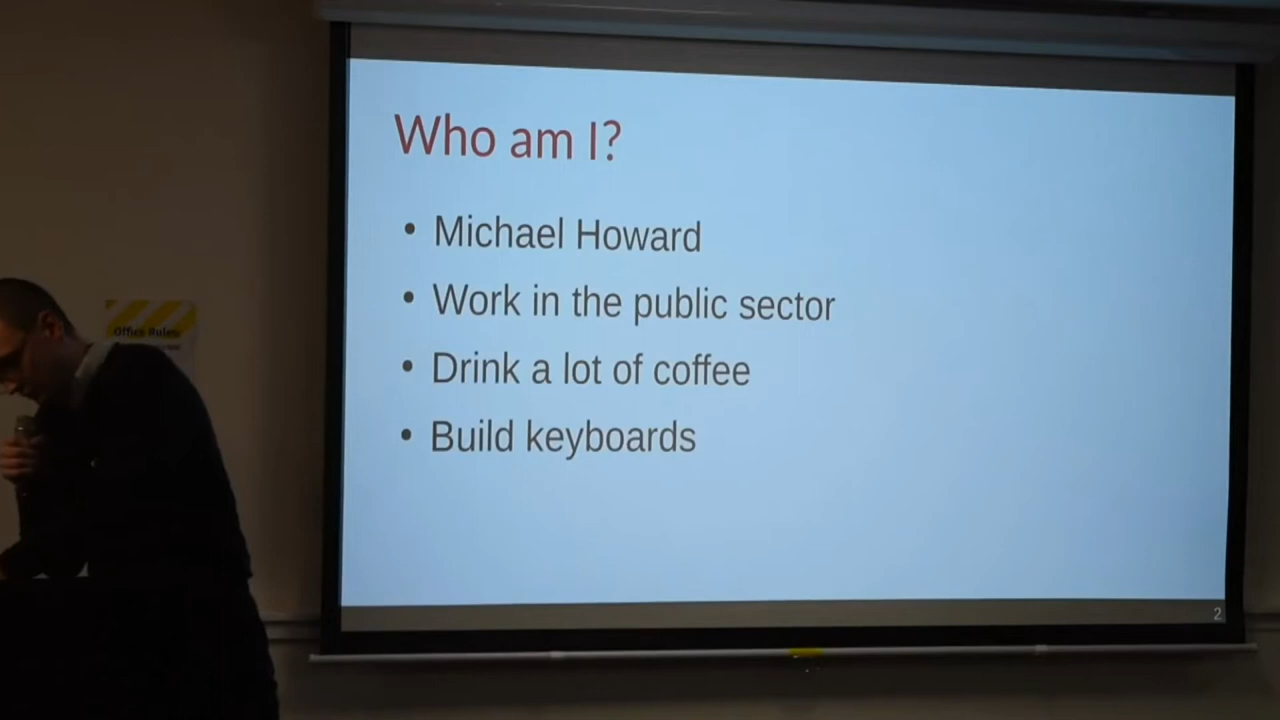 Who am I?
• Michael Howard
• Work in the public sector
• Drink a lot of coffee
• Build keyboards
Office Rules
2